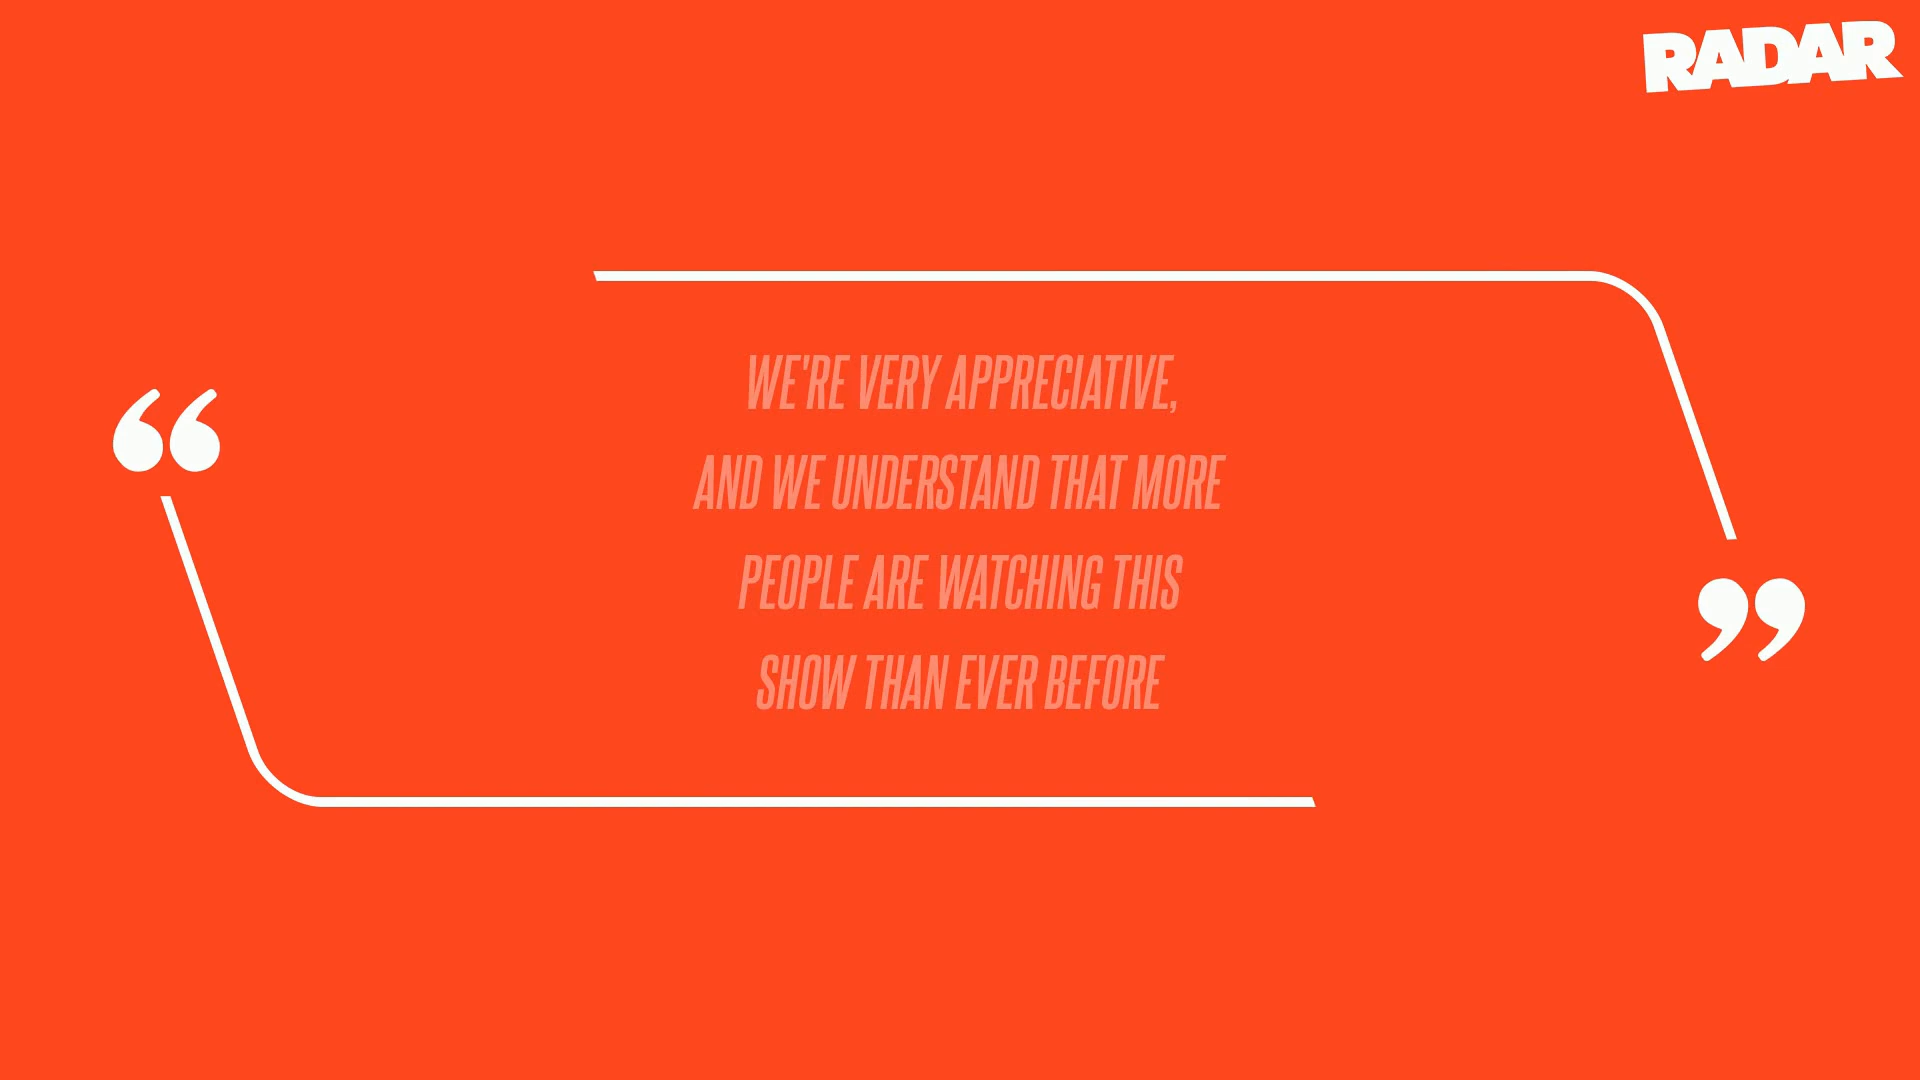 RADAR
“
WE'RE VERY APPRECIATIVE,
AND WE UNDERSTAND THAT MORE
PEOPLE ARE WATCHING THIS
SHOW THAN EVER BEFORE
”